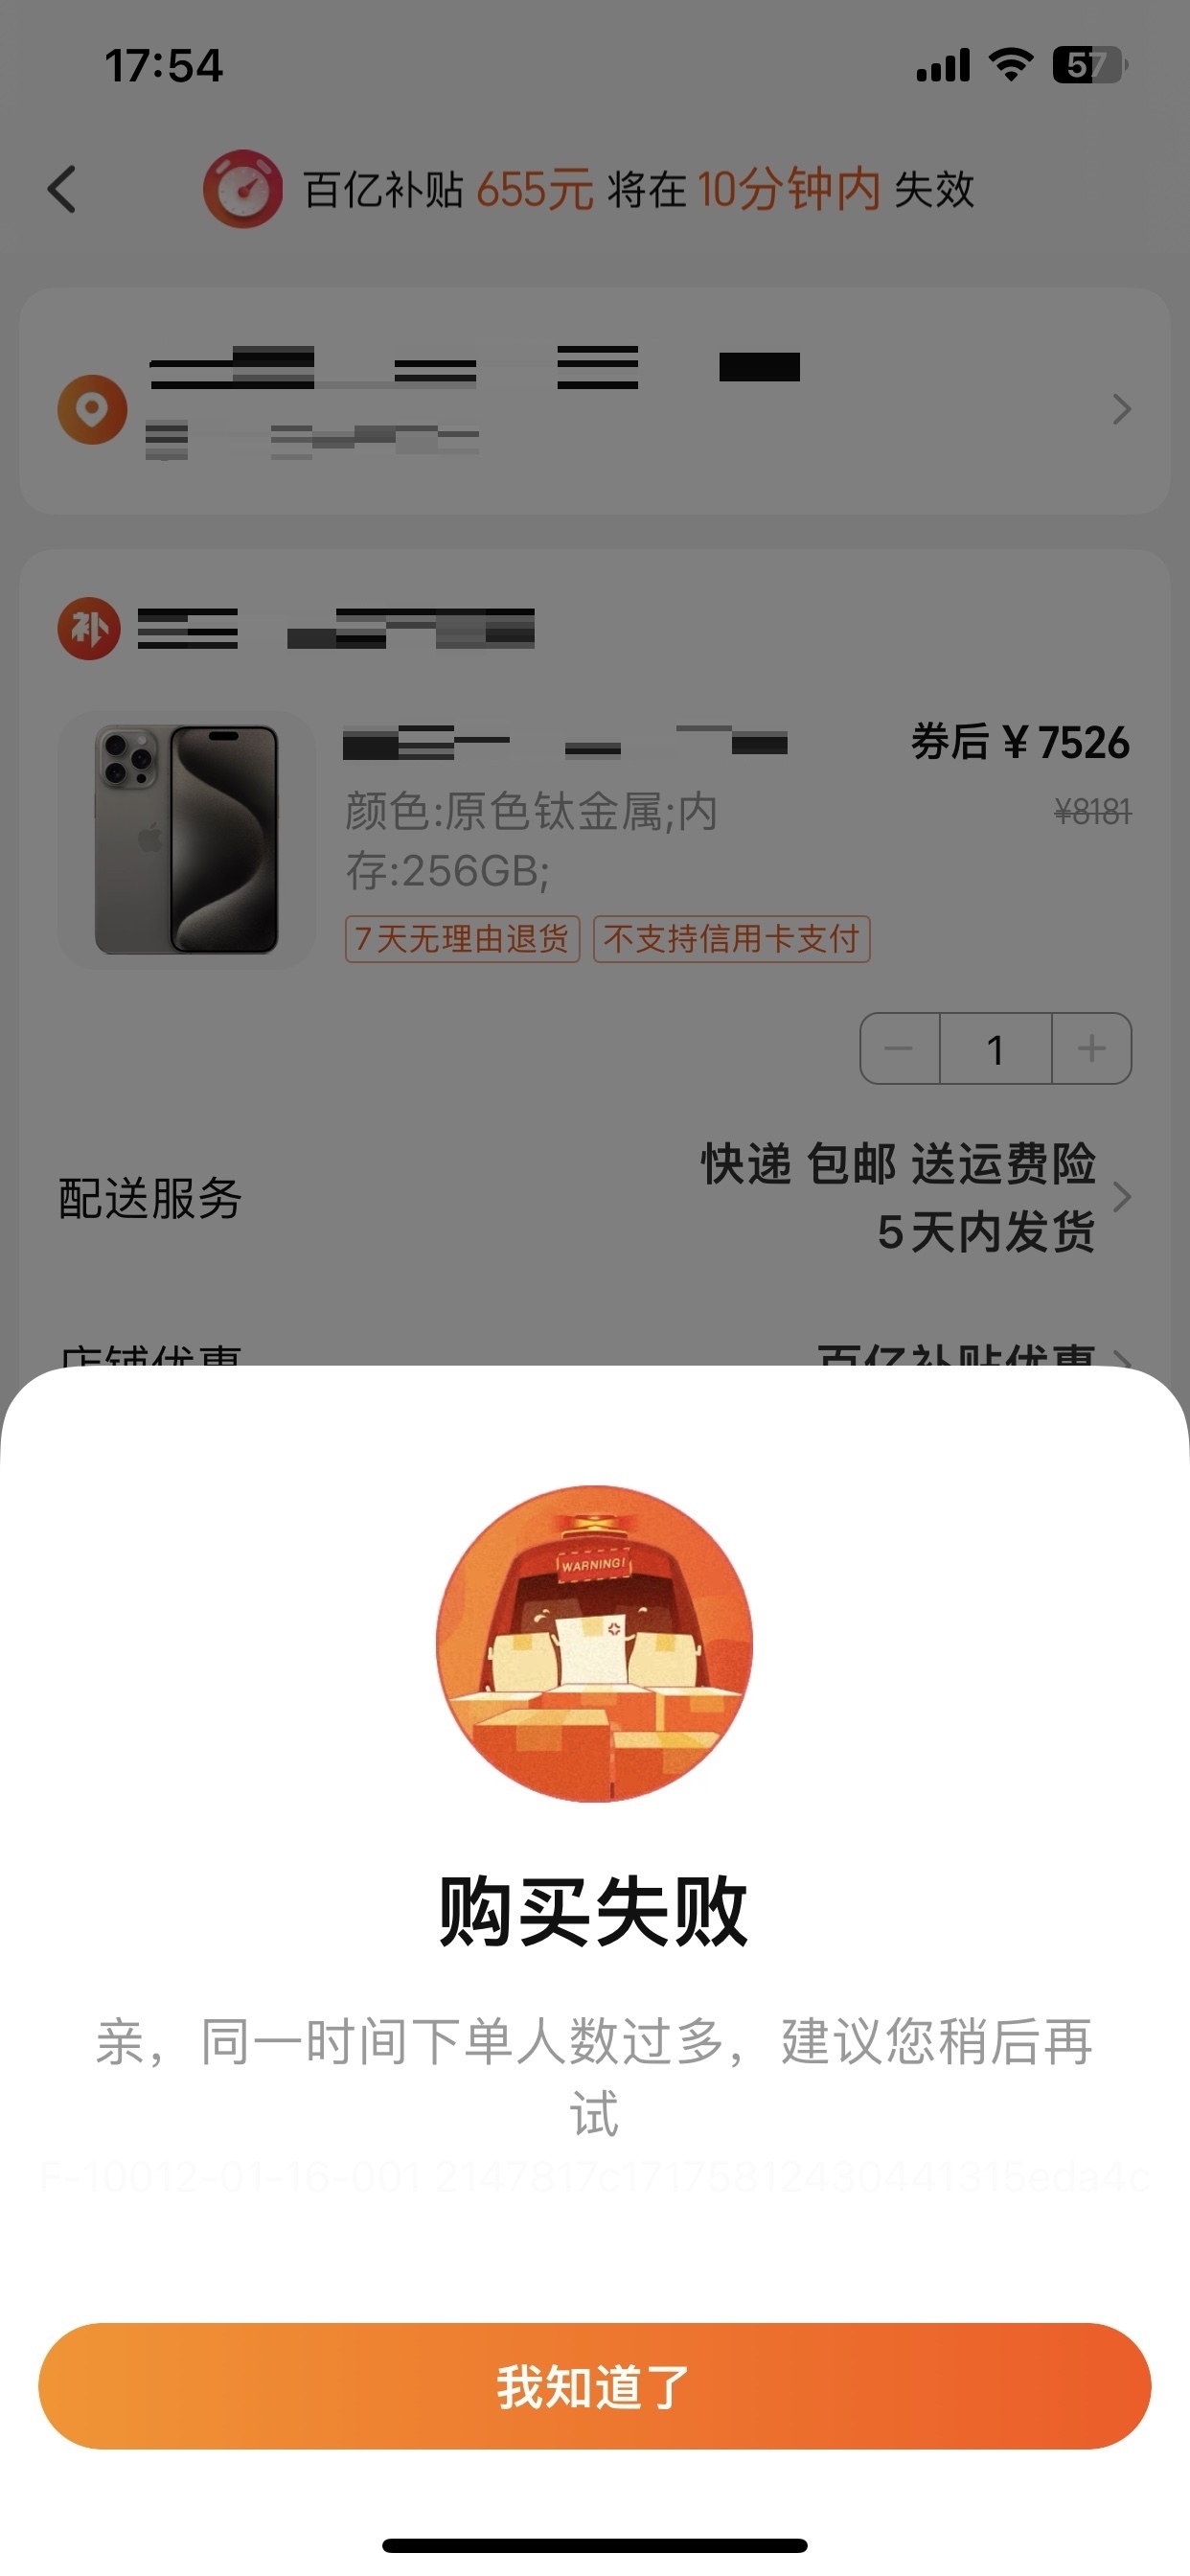 17:54
57
百亿补贴 655元 将在 10分钟内 失效
补
券后 ￥7526
¥8181
颜色:原色钛金属;内
存:256GB;
7天无理由退货 不支持信用卡支付
1
配送服务
快递 包邮 送运费险
5天内发货
店铺优惠 百亿补贴优惠
WARNING!
购买失败
亲，同一时间下单人数过多，建议您稍后再
试
F-10012-01-16-001 2147817c17175812430441315eda4c
我知道了